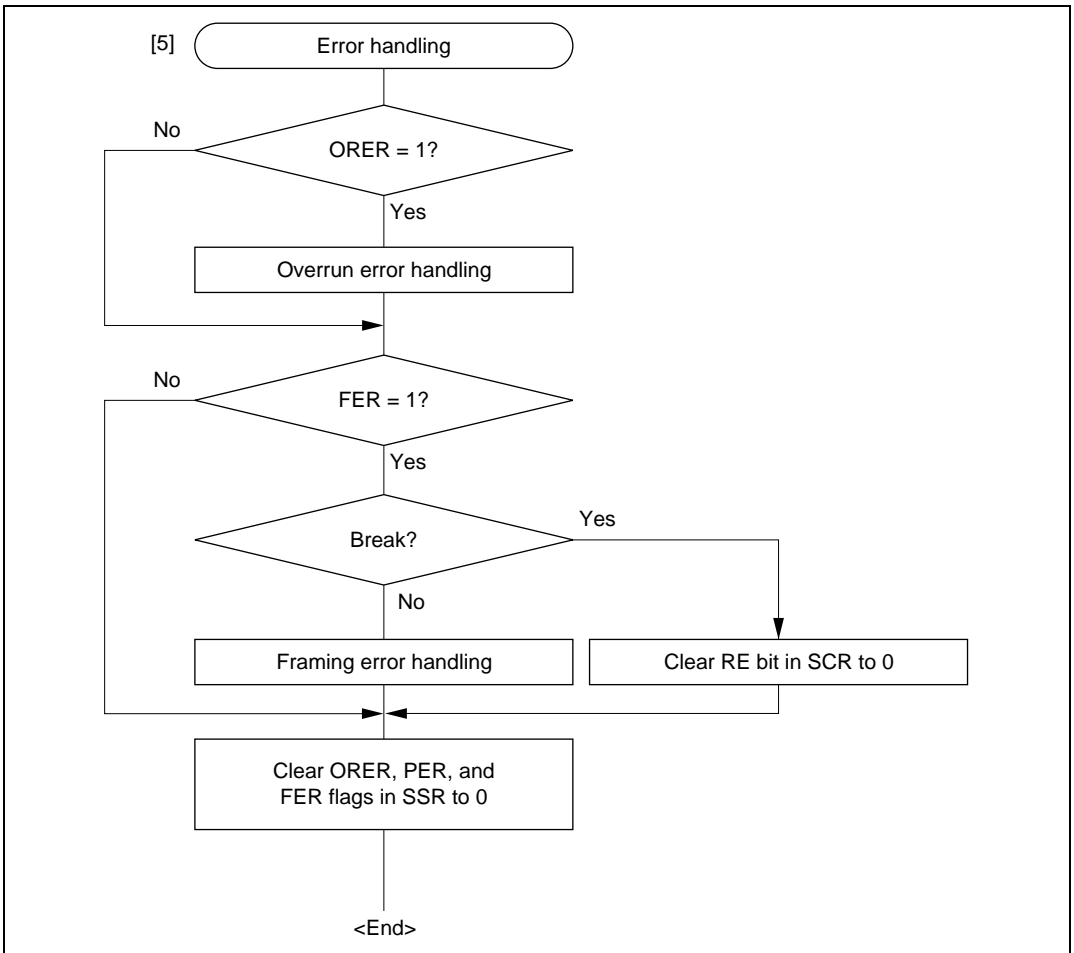 [5]
Error handling
No
ORER = 1?
Yes
Overrun error handling
No
FER = 1?
Yes
Yes
Break?
No
Framing error handling
Clear RE bit in SCR to 0
Clear ORER, PER, and
FER flags in SSR to 0
<End>